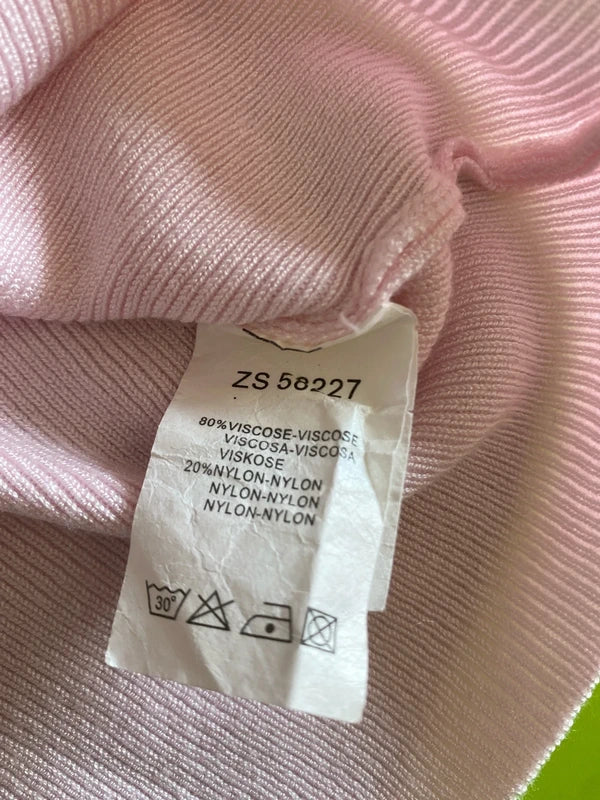 ZS 58227
80%VISCOSE-VISCOSE
VISCOSA-VISCOSA
VISKOSE
20%NYLON-NYLON
NYLON-NYLON
NYLON-NYLON
30°